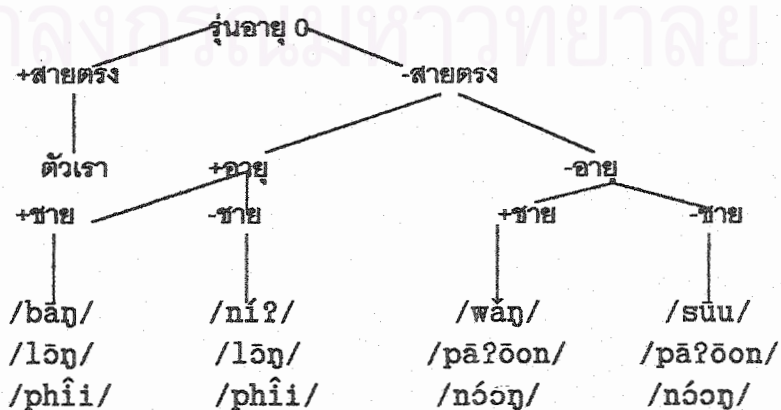 รุ่นอายุ 0
+สายตรง -สายตรง
ตัวเรา +อายุ -อายุ
+ชาย -ชาย +ชาย -ชาย
/bāŋ/ /níʔ/ /wǎŋ/ /sūu/
/lɔ̄ŋ/ /lɔ̄ŋ/ /pāʔōon/ /pāʔōon/
/phîi/ /phîi/ /nɔ́ɔŋ/ /nɔ́ɔŋ/